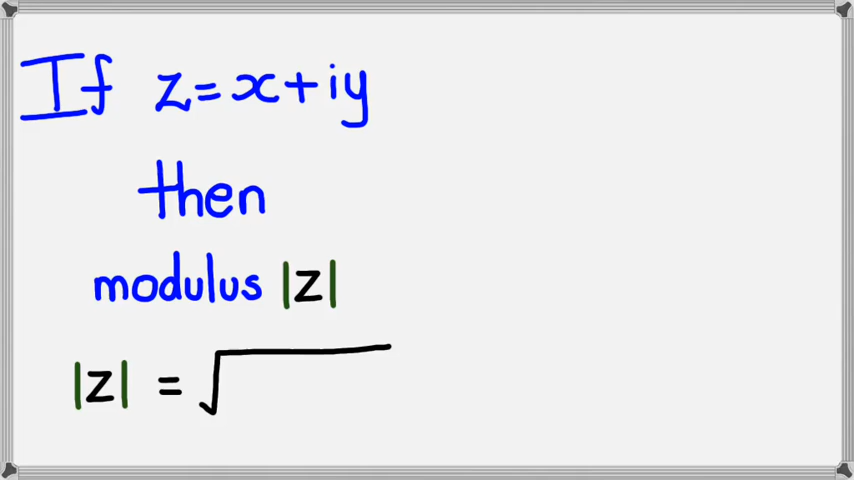 If z=x+iy
then
modulus |z|
|z| = √